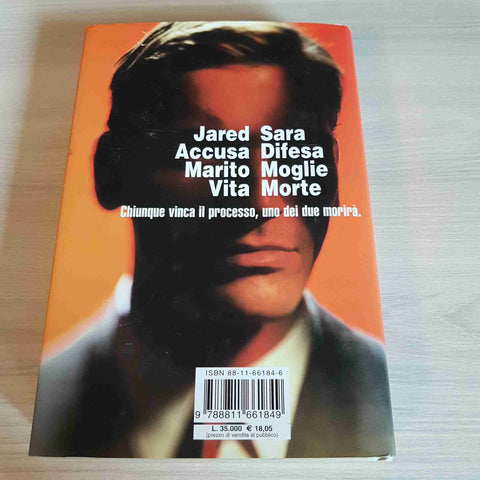 Jared Sara
Accusa Difesa
Marito Moglie
Vita Morte
Chiunque vinca il processo, uno dei due morirà.
ISBN 88-11-66184-6
9 788811 661849
L. 35.000 € 18,05
(prezzo di vendita al pubblico)